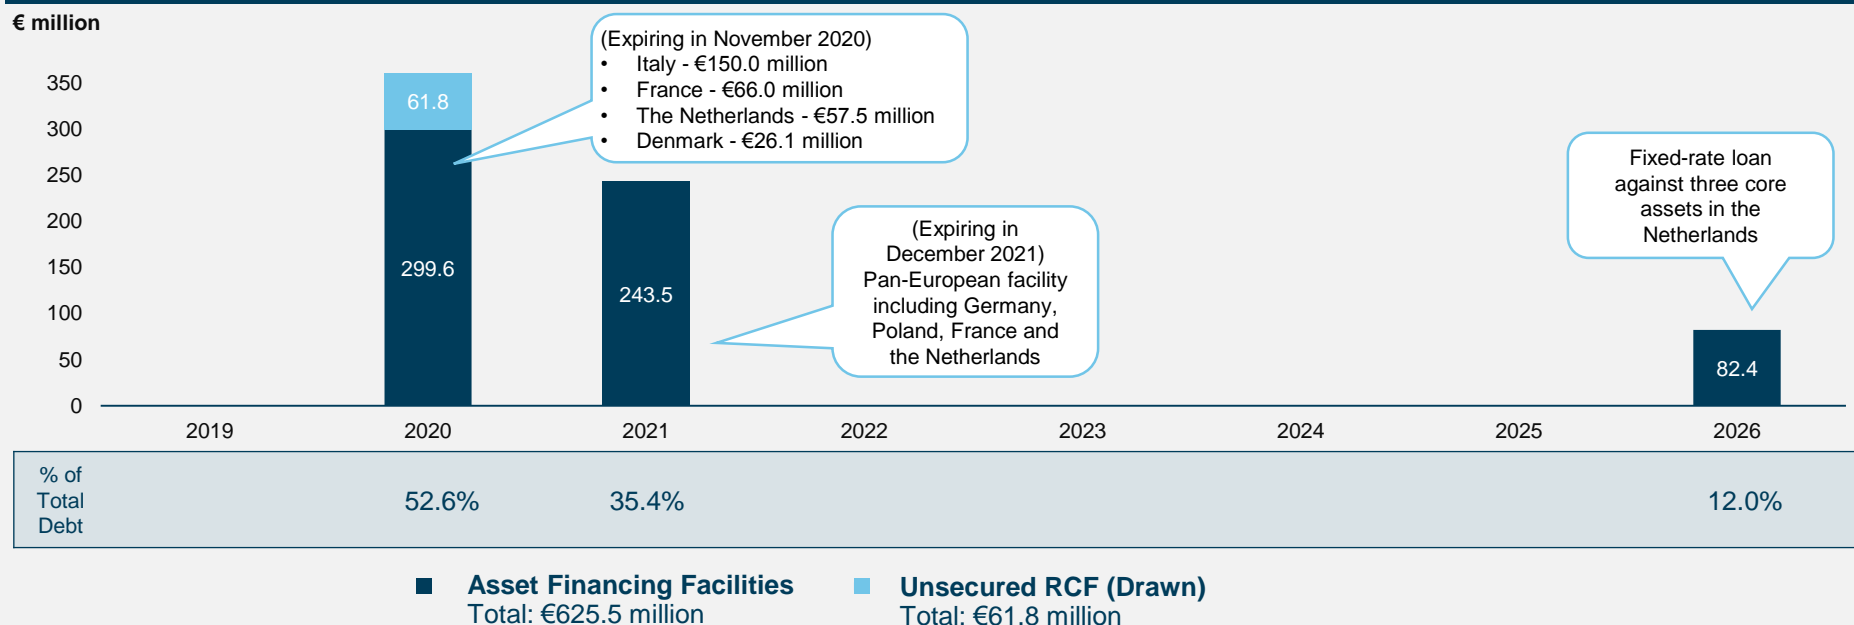 € million
350
300
250
200
150
100
50
0
61.8
299.6
(Expiring in November 2020)
• Italy - €150.0 million
• France - €66.0 million
• The Netherlands - €57.5 million
• Denmark - €26.1 million
243.5
(Expiring in
December 2021)
Pan-European facility
including Germany,
Poland, France and
the Netherlands
Fixed-rate loan
against three core
assets in the
Netherlands
82.4
2019 2020 2021 2022 2023 2024 2025 2026
% of
Total
Debt
52.6% 35.4% 12.0%
Asset Financing Facilities
Total: €625.5 million
Unsecured RCF (Drawn)
Total: €61.8 million